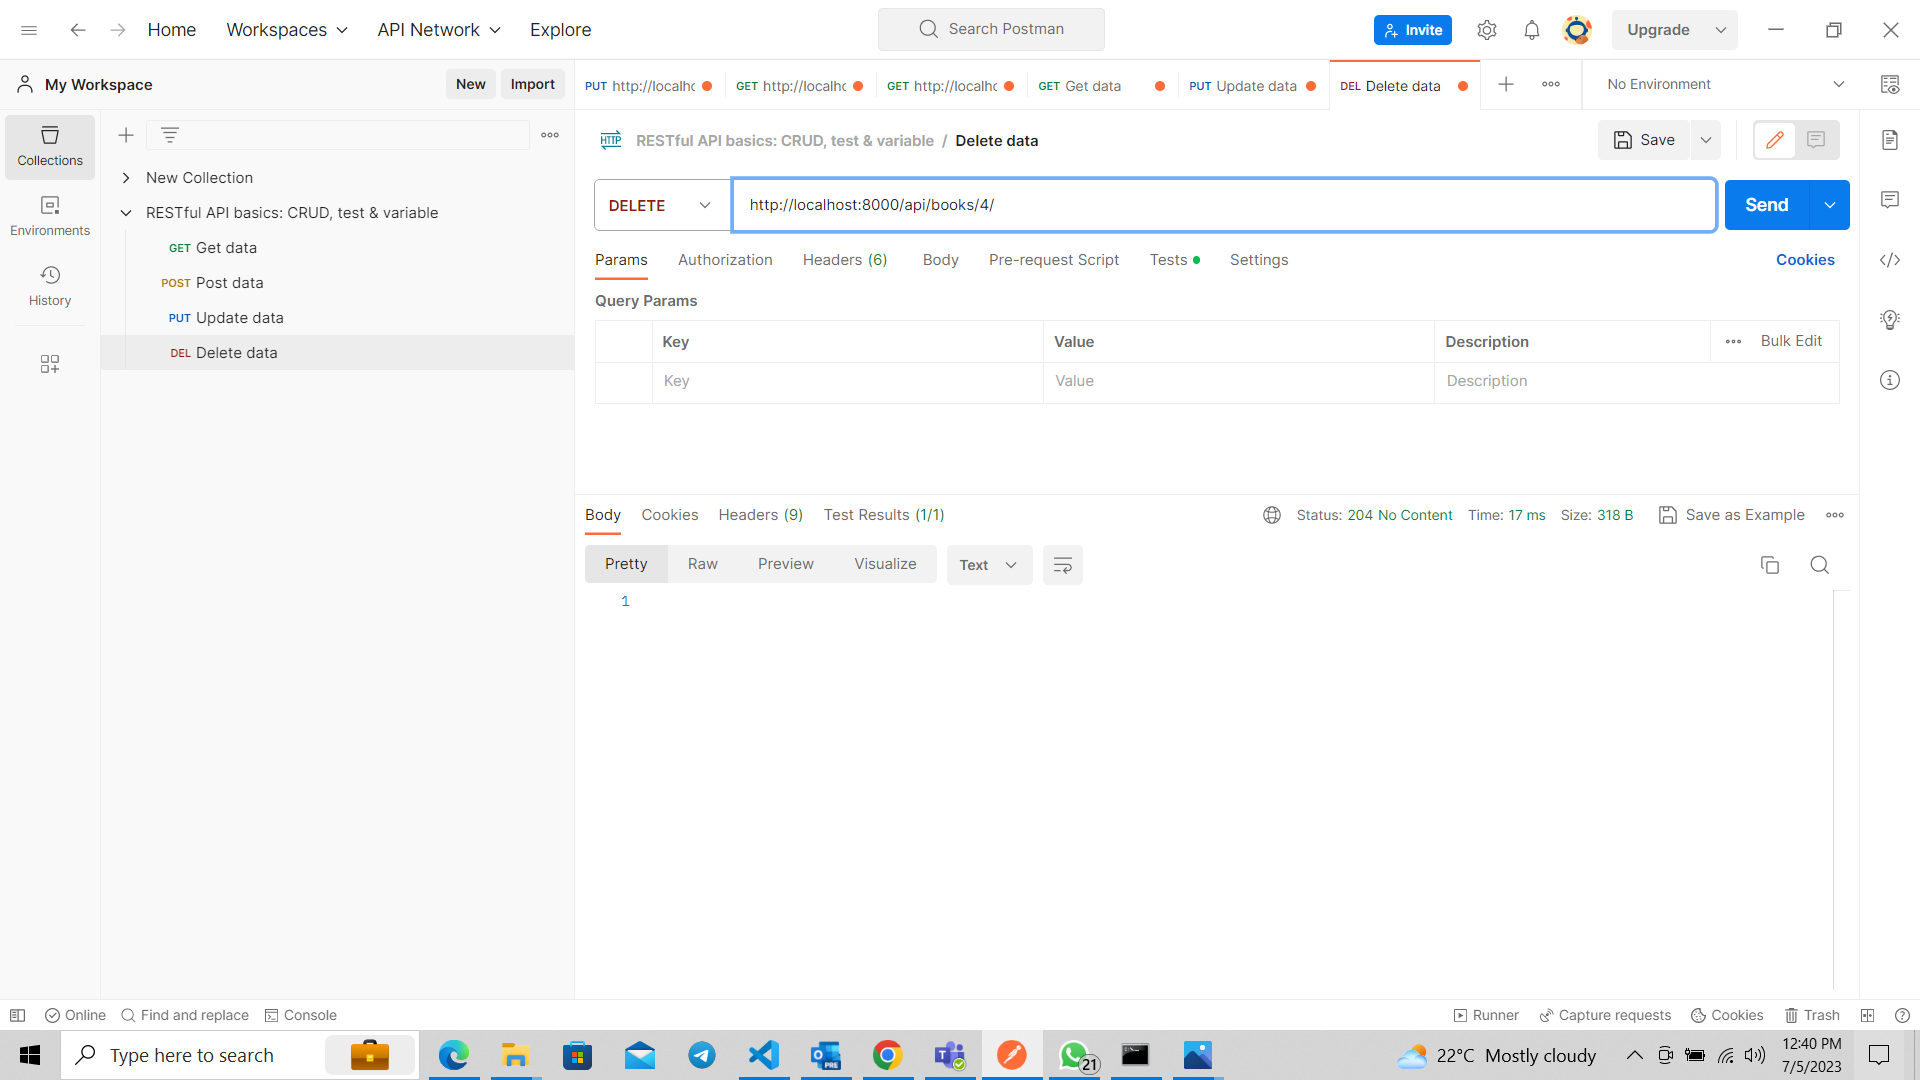 Home Workspaces API Network Explore Search Postman Invite Upgrade
My Workspace New Import PUT http://localhc GET http://localhc GET http://localhc GET Get data PUT Update data DEL Delete data No Environment
Collections
Environments
History
New Collection
RESTful API basics: CRUD, test & variable
GET Get data
POST Post data
PUT Update data
DEL Delete data
HTTP RESTful API basics: CRUD, test & variable / Delete data Save
DELETE http://localhost:8000/api/books/4/ Send
Params Authorization Headers (6) Body Pre-request Script Tests Settings Cookies
Query Params
Key Value Description Bulk Edit
Key Value Description
Body Cookies Headers (9) Test Results (1/1) Status: 204 No Content Time: 17 ms Size: 318 B Save as Example
Pretty Raw Preview Visualize Text
1
Online Find and replace Console Runner Capture requests Cookies Trash
Type here to search PRE 21 22°C Mostly cloudy 12:40 PM
7/5/2023